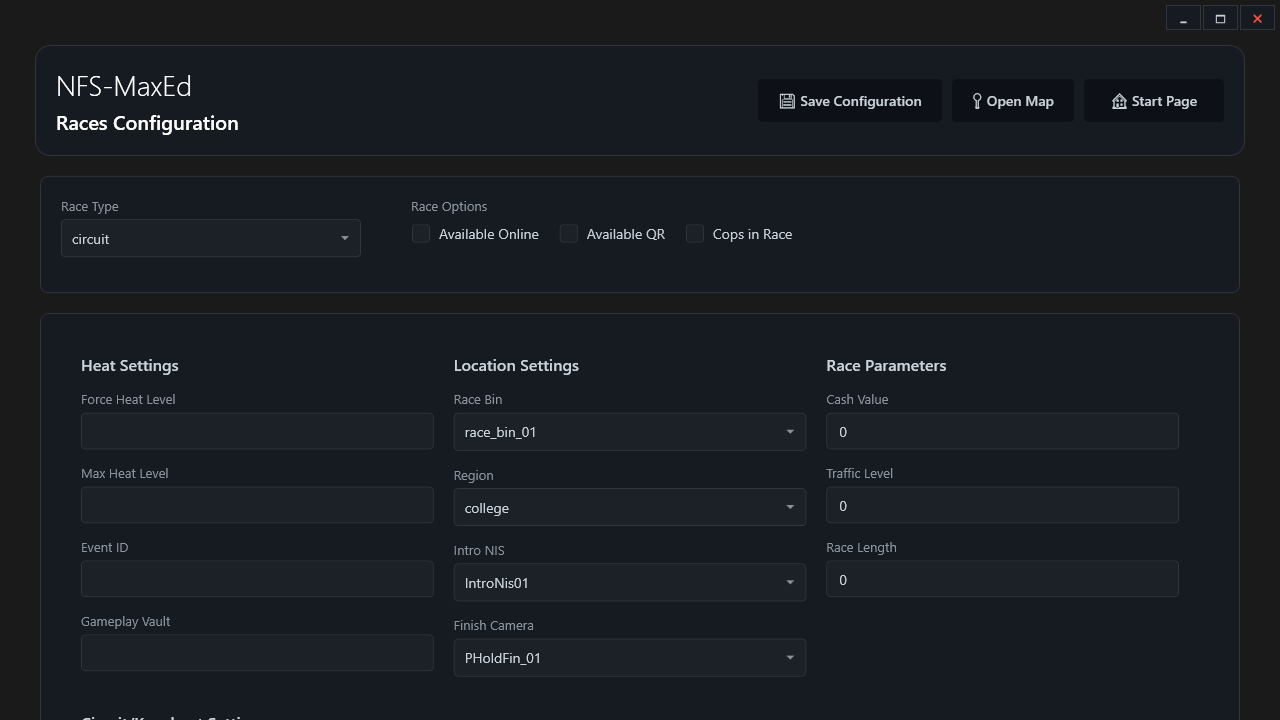 NFS-MaxEd
Races Configuration
Save Configuration
Open Map
Start Page
Race Type
circuit
Race Options
Available Online
Available QR
Cops in Race
Heat Settings
Force Heat Level
Max Heat Level
Event ID
Gameplay Vault
Location Settings
Race Bin
race_bin_01
Region
college
Intro NIS
IntroNis01
Finish Camera
PHoldFin_01
Race Parameters
Cash Value
0
Traffic Level
0
Race Length
0